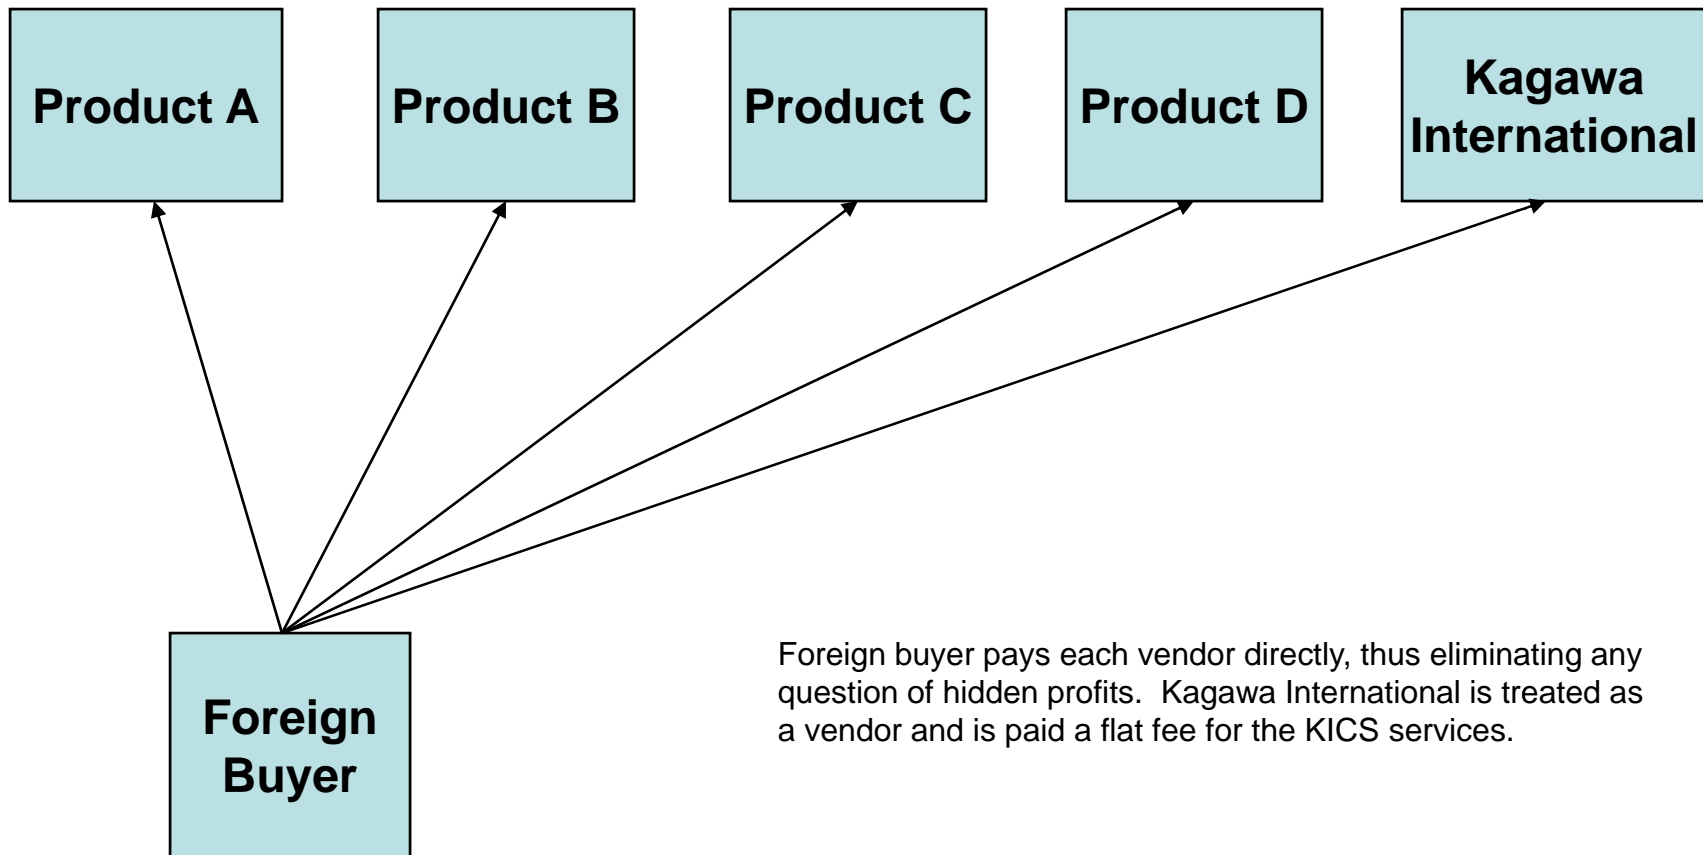 Product A
Product B
Product C
Product D
Kagawa
International
Foreign
Buyer
Foreign buyer pays each vendor directly, thus eliminating any
question of hidden profits.  Kagawa International is treated as
a vendor and is paid a flat fee for the KICS services.